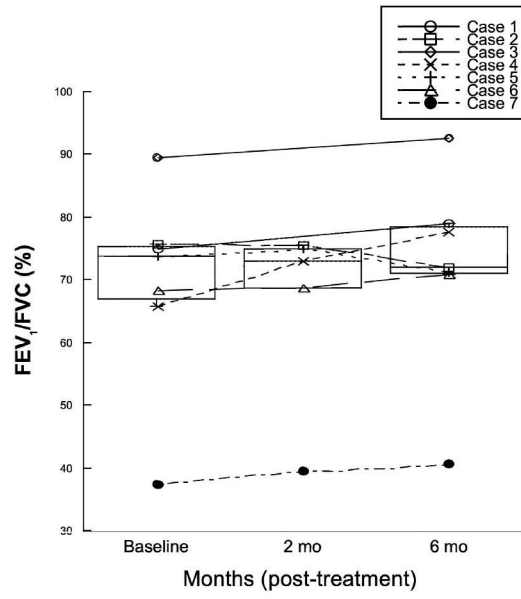 Case 1
Case 2
Case 3
Case 4
Case 5
Case 6
Case 7
100
90
80
70
60
50
40
30
FEV₁/FVC (%)
Baseline 2 mo 6 mo
Months (post-treatment)